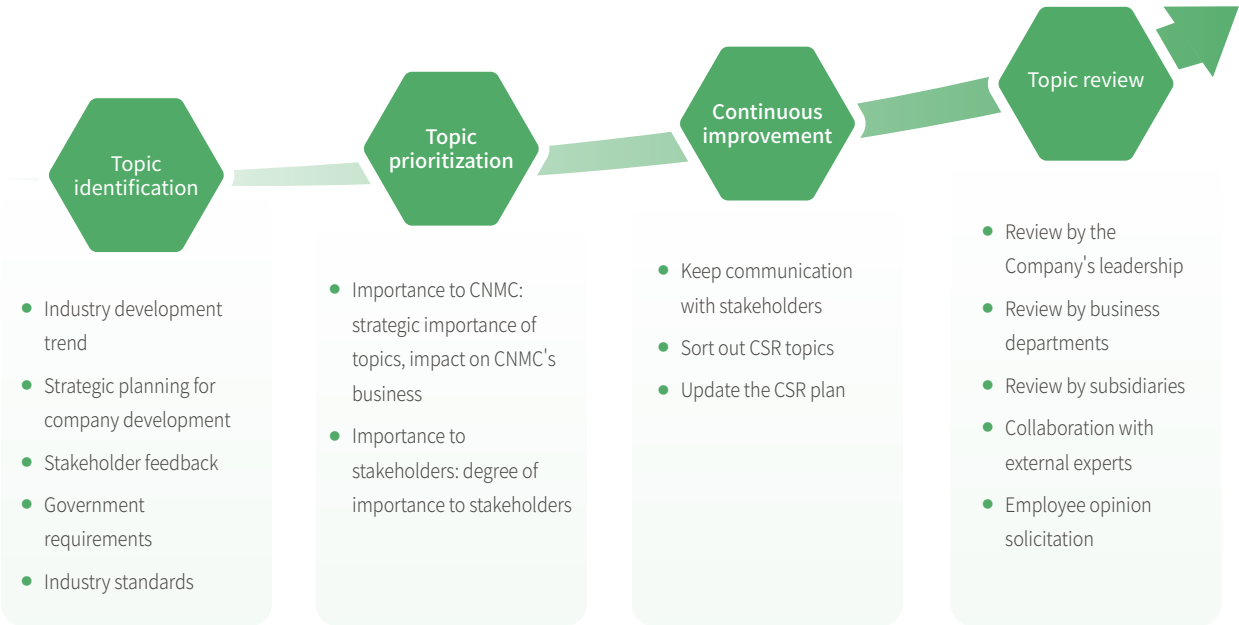 Topic
identification
Industry development
trend
Strategic planning for
company development
Stakeholder feedback
Government
requirements
Industry standards
Topic
prioritization
Importance to CNMC:
strategic importance of
topics, impact on CNMC's
business
Importance to
stakeholders: degree of
importance to stakeholders
Continuous
improvement
Keep communication
with stakeholders
Sort out CSR topics
Update the CSR plan
Topic review
Review by the
Company's leadership
Review by business
departments
Review by subsidiaries
Collaboration with
external experts
Employee opinion
solicitation